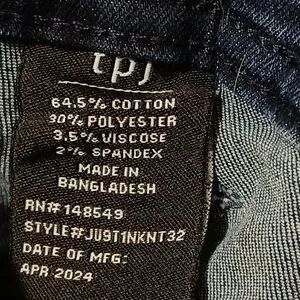 tpj
64.5% COTTON
30% POLYESTER
3.5% VISCOSE
2% SPANDEX
MADE IN
BANGLADESH
RN# 148549
STYLE#JU9T1NKNT32
DATE OF MFG:
APR 2024